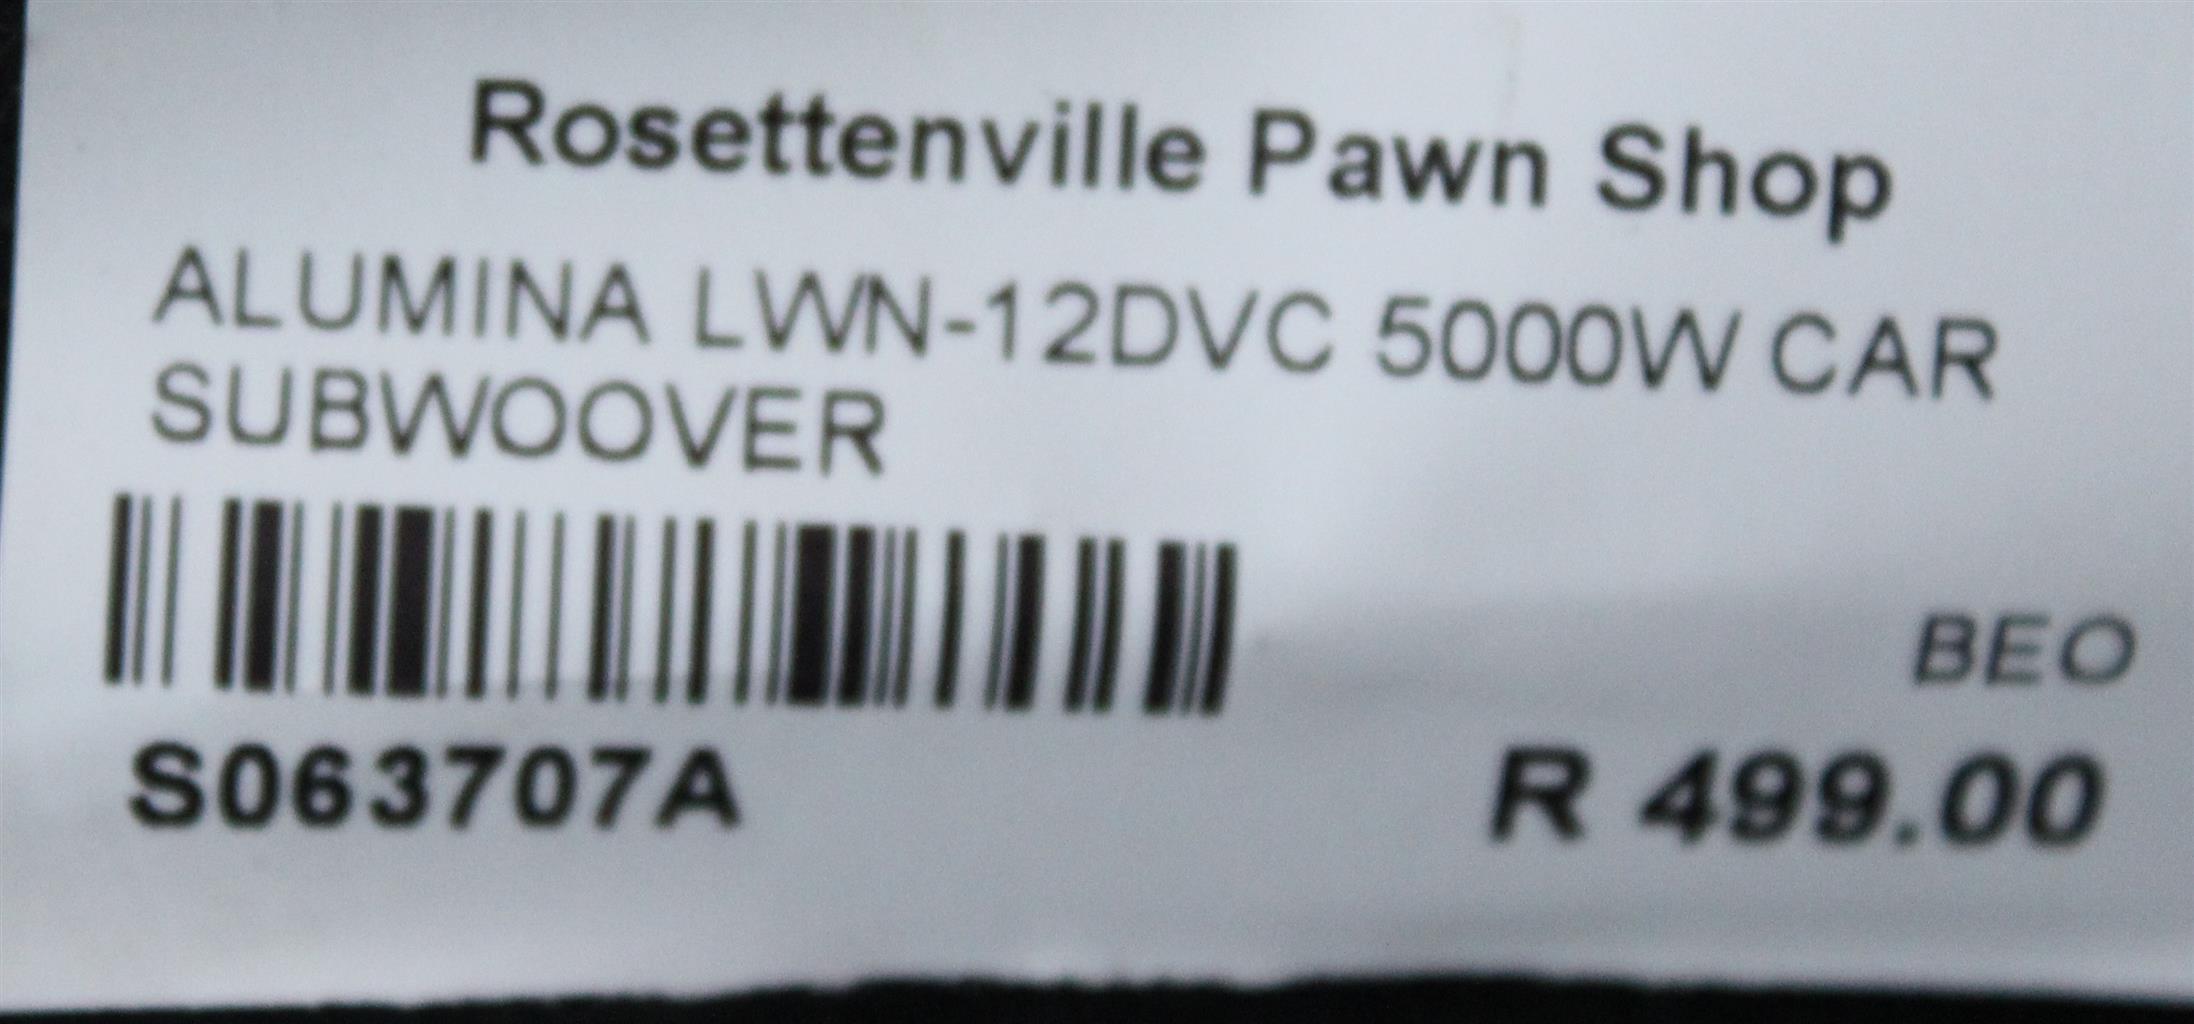 Rosettenville Pawn Shop
ALUMINA LWN-12DVC 5000W CAR
SUBWOOVER
BEO
S063707A R 499.00